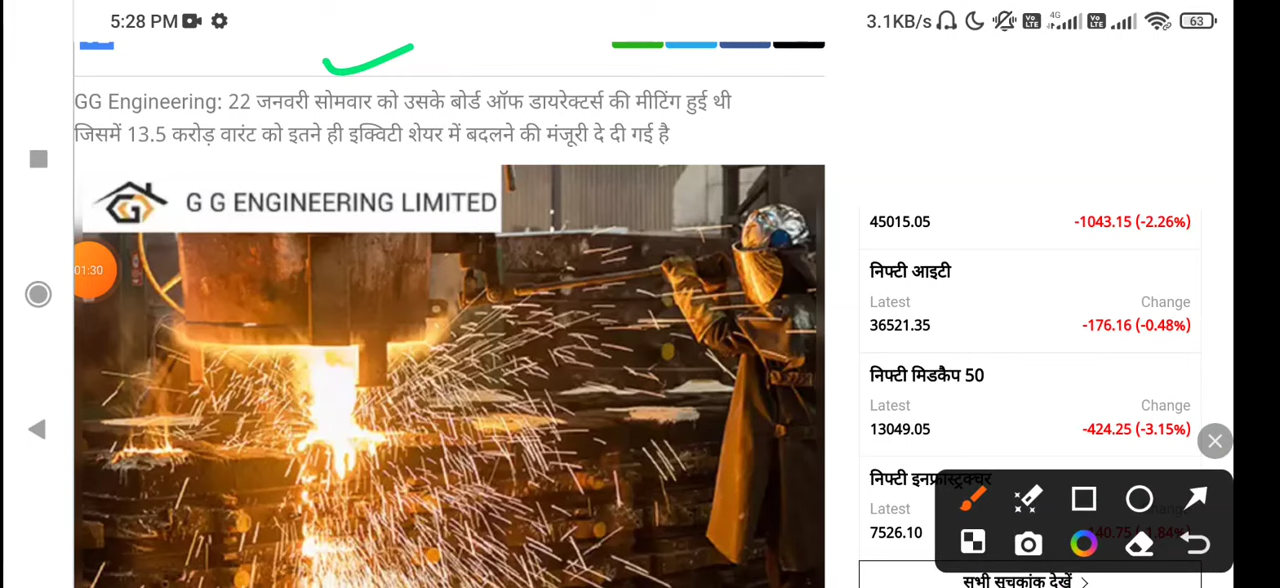 5:28 PM
3.1KB/s
4G
63
GG Engineering: 22 जनवरी सोमवार को उसके बोर्ड ऑफ डायरेक्टर्स की मीटिंग हुई थी
जिसमें 13.5 करोड़ वारंट को इतने ही इक्विटी शेयर में बदलने की मंजूरी दे दी गई है
G G ENGINEERING LIMITED
01:30
45015.05 -1043.15 (-2.26%)
निफ्टी आइटी
Latest Change
36521.35 -176.16 (-0.48%)
निफ्टी मिडकैप 50
Latest Change
13049.05 -424.25 (-3.15%)
निफ्टी इनफ्रास्ट्रक्चर
Latest
7526.10
सभी सूचकांक देखें